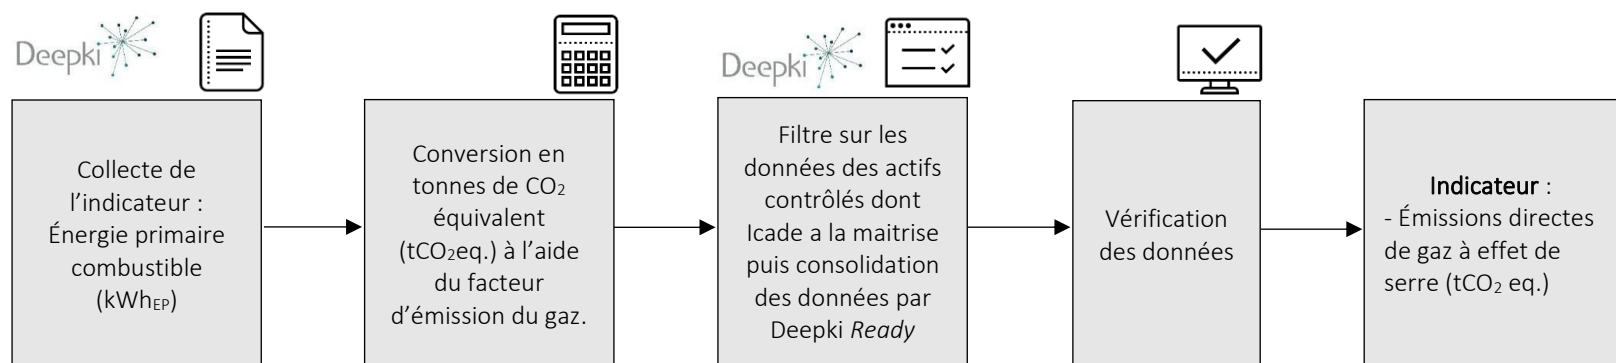 Deepki
Collecte de
l’indicateur :
Énergie primaire
combustible
(kWhEP)
Conversion en
tonnes de CO2
équivalent
(tCO2eq.) à l’aide
du facteur
d’émission du gaz.
Deepki
Filtre sur les
données des actifs
contrôlés dont
Icade a la maitrise
puis consolidation
des données par
Deepki Ready
Vérification
des données
Indicateur :
- Émissions directes
de gaz à effet de
serre (tCO2 eq.)